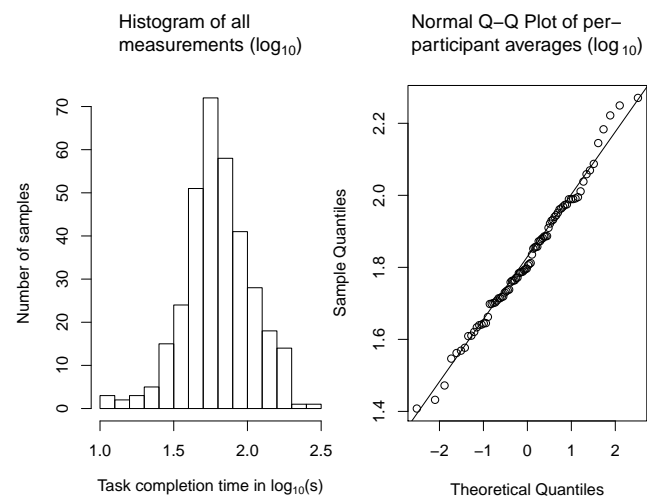 Histogram of all
measurements (log10)
Number of samples
0 10 20 30 40 50 60 70
1.0 1.5 2.0 2.5
Task completion time in log10(s)
Normal Q−Q Plot of per−
participant averages (log10)
Sample Quantiles
1.4 1.6 1.8 2.0 2.2
−2 −1 0 1 2
Theoretical Quantiles